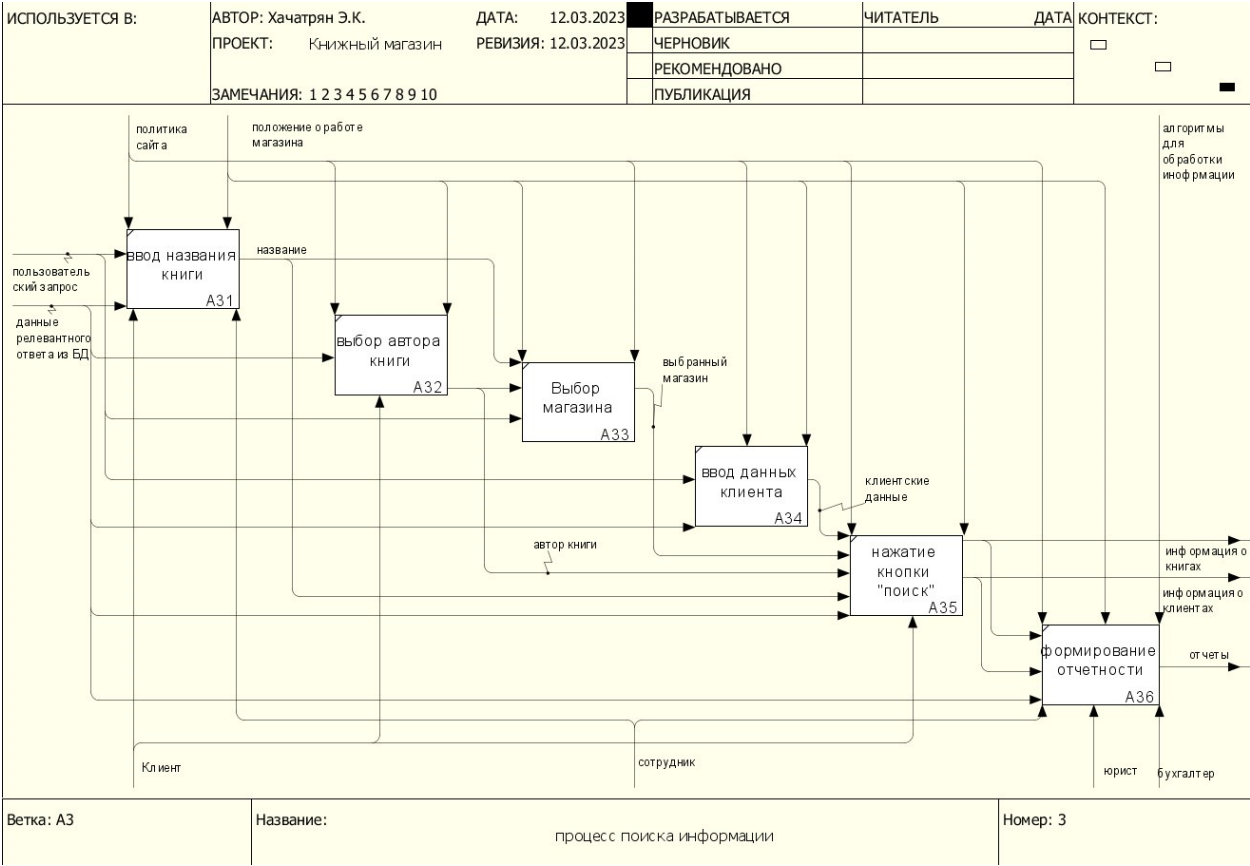 ИСПОЛЬЗУЕТСЯ В:
АВТОР: Хачатрян Э.К.
ДАТА: 12.03.2023
РАЗРАБАТЫВАЕТСЯ
ЧИТАТЕЛЬ
ДАТА
КОНТЕКСТ:
ПРОЕКТ: Книжный магазин
РЕВИЗИЯ: 12.03.2023
ЧЕРНОВИК
РЕКОМЕНДОВАНО
ЗАМЕЧАНИЯ: 1 2 3 4 5 6 7 8 9 10
ПУБЛИКАЦИЯ
политика
сайта
положение о работе
магазина
алгоритмы
для
обработки
инофрмации
ввод названия
книги
A31
название
пользователь
ский запрос
данные
релевантного
ответа из БД
выбор автора
книги
A32
выбранный
магазин
Выбор
магазина
A33
ввод данных
клиента
A34
клиентские
данные
автор книги
нажатие
кнопки
"поиск"
A35
информация о
книгах
информация о
клиентах
формирование
отчетности
A36
отчеты
Клиент
сотрудник
юрист
бухгалтер
Ветка: A3
Название:
процесс поиска информации
Номер: 3